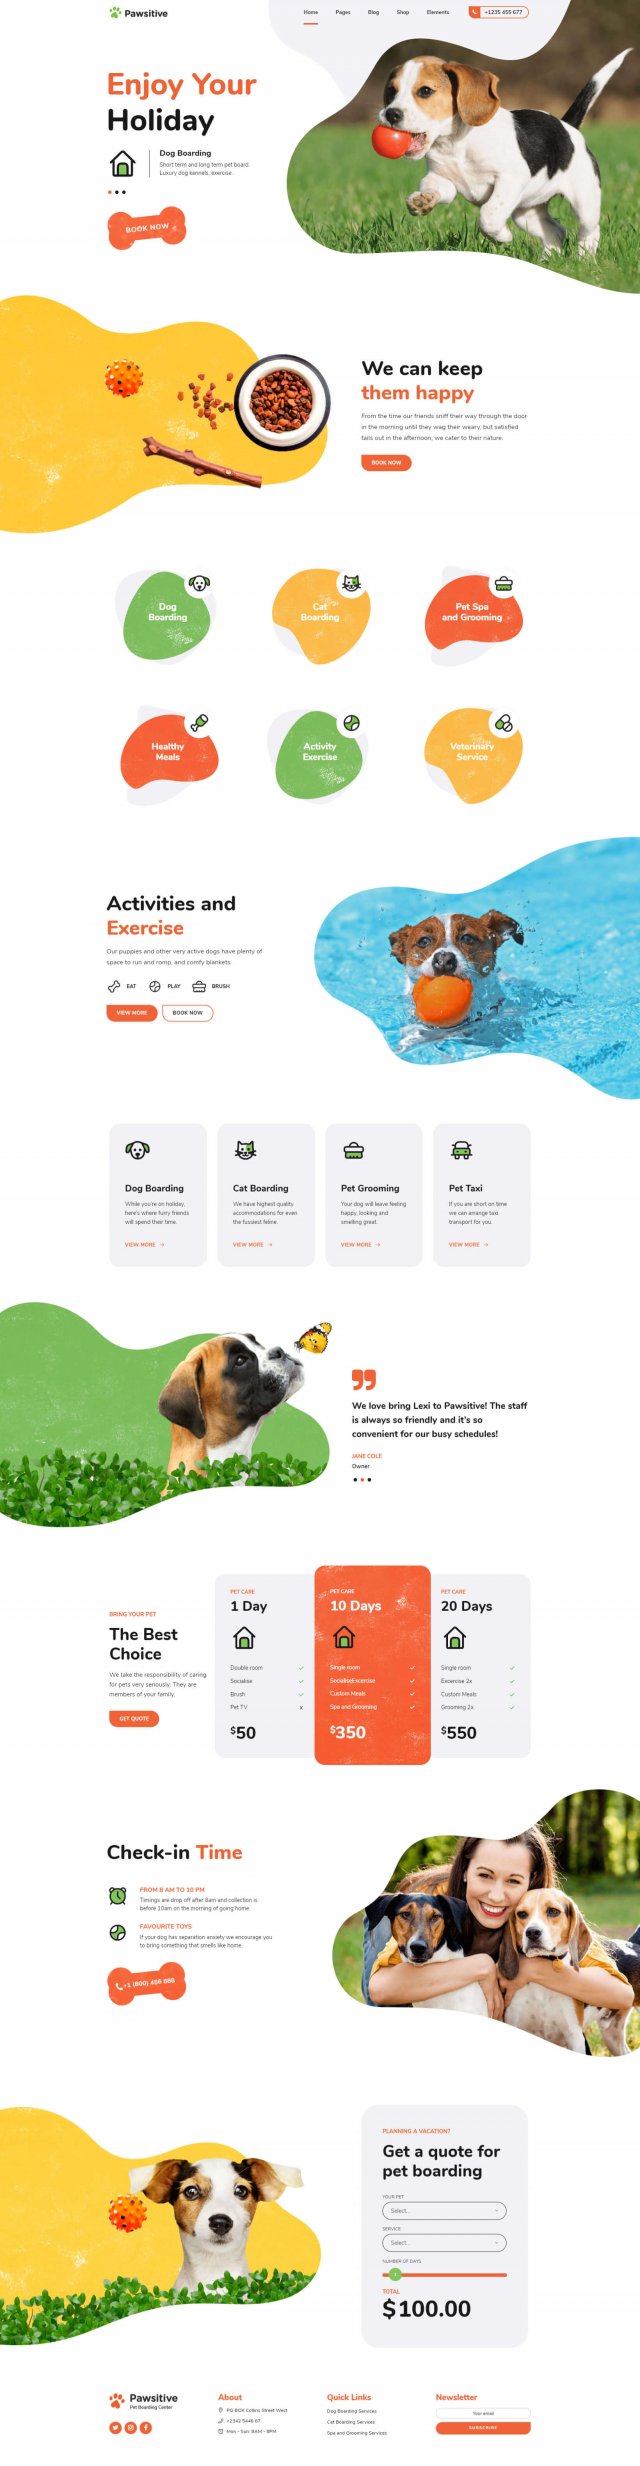 Pawsitive
Home Pages Blog Shop Elements +1235 455 677
Enjoy Your
Holiday
Dog Boarding
Short term and long term pet board.
Luxury dog kennels, exercise.
BOOK NOW
We can keep
them happy
From the time our friends sniff their way through the door
in the morning until they wag their weary, but satisfied
tails out in the afternoon, we cater to their nature.
BOOK NOW
Dog
Boarding
Cat
Boarding
Pet Spa
and Grooming
Healthy
Meals
Activity
Exercise
Veterinary
Service
Activities and
Exercise
Our puppies and other very active dogs have plenty of
space to run and romp, and comfy blankets
EAT PLAY BRUSH
VIEW MORE BOOK NOW
Dog Boarding
While you're on holiday,
here's where furry friends
will spend their time.
VIEW MORE →
Cat Boarding
We have highest quality
accommodations for even
the fussiest feline.
VIEW MORE →
Pet Grooming
Your dog will leave feeling
happy, looking and
smelling great.
VIEW MORE →
Pet Taxi
If you are short on time
we can arrange taxi
transport for you.
VIEW MORE →
We love bring Lexi to Pawsitive! The staff
is always so friendly and it's so
convenient for our busy schedules!
JANE COLE
Owner
BRING YOUR PET
The Best
Choice
We take the responsibility of caring
for pets very seriously. They are
members of your family.
GET QUOTE
PET CARE
1 Day
Double room
Socialise
Brush
Pet TV x
$50
PET CARE
10 Days
Single room
SocialiseExcercise
Custom Meals
Spa and Grooming
$350
PET CARE
20 Days
Single room
Excercise 2x
Custom Meals
Grooming 2x
$550
Check-in Time
FROM 8 AM TO 10 PM
Timings are drop off after 8am and collection is
before 10am on the morning of going home.
FAVOURITE TOYS
If your dog has separation anxiety we encourage you
to bring something that smells like home.
+1 (800) 456 886
PLANNING A VACATION?
Get a quote for
pet boarding
YOUR PET
Select...
SERVICE
Select...
NUMBER OF DAYS
TOTAL
$100.00
Pawsitive
Pet Boarding Center
About
PO BOX Collins Street West
+2342 5446 67
Mon - Sun: 8AM - 8PM
Quick Links
Dog Boarding Services
Cat Boarding Services
Spa and Grooming Services
Newsletter
Your email
SUBSCRIBE